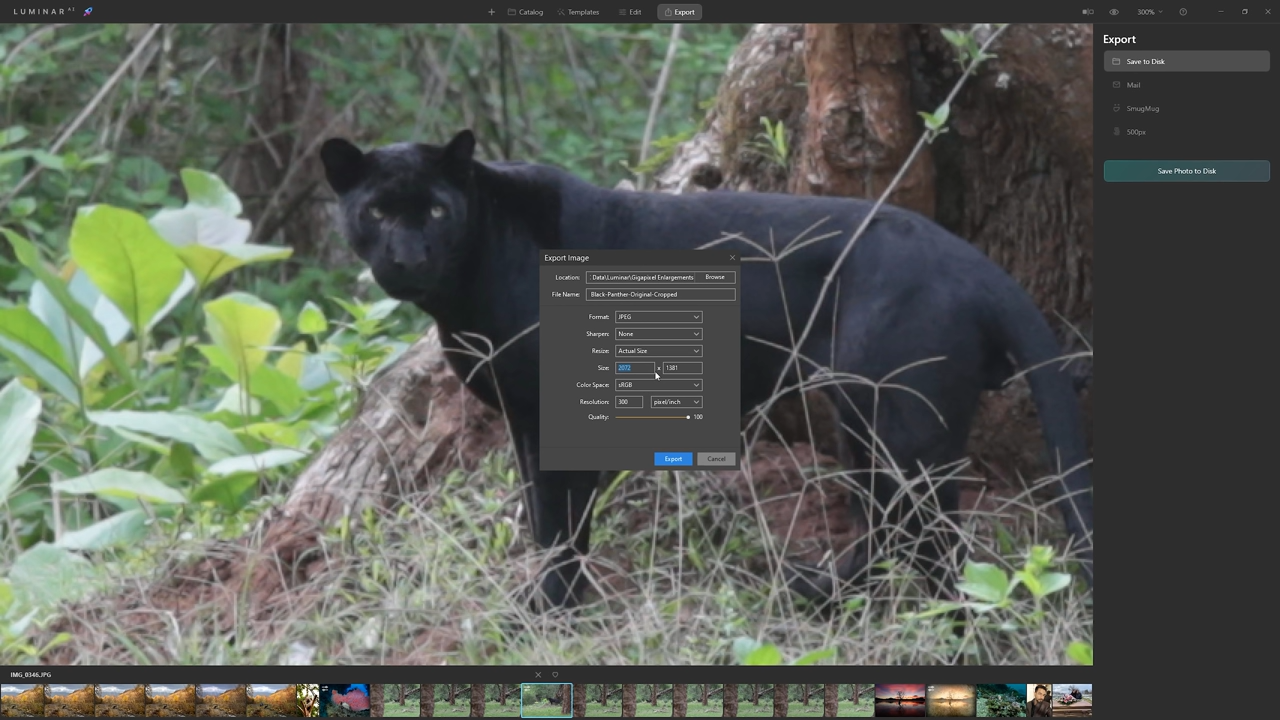 LUMINAR AI
Catalog
Templates
Edit
Export
300%
Export
Save to Disk
Mail
SmugMug
500px
Save Photo to Disk
Export Image
Location: Data\Luminar\Gigapixel Enlargements Browse
File Name: Black-Panther-Original-Cropped
Format: JPEG
Sharpen: None
Resize: Actual Size
Size: 2072 x 1381
Color Space: sRGB
Resolution: 300 pixel/inch
Quality: 100
Export Cancel
IMG_0346.JPG